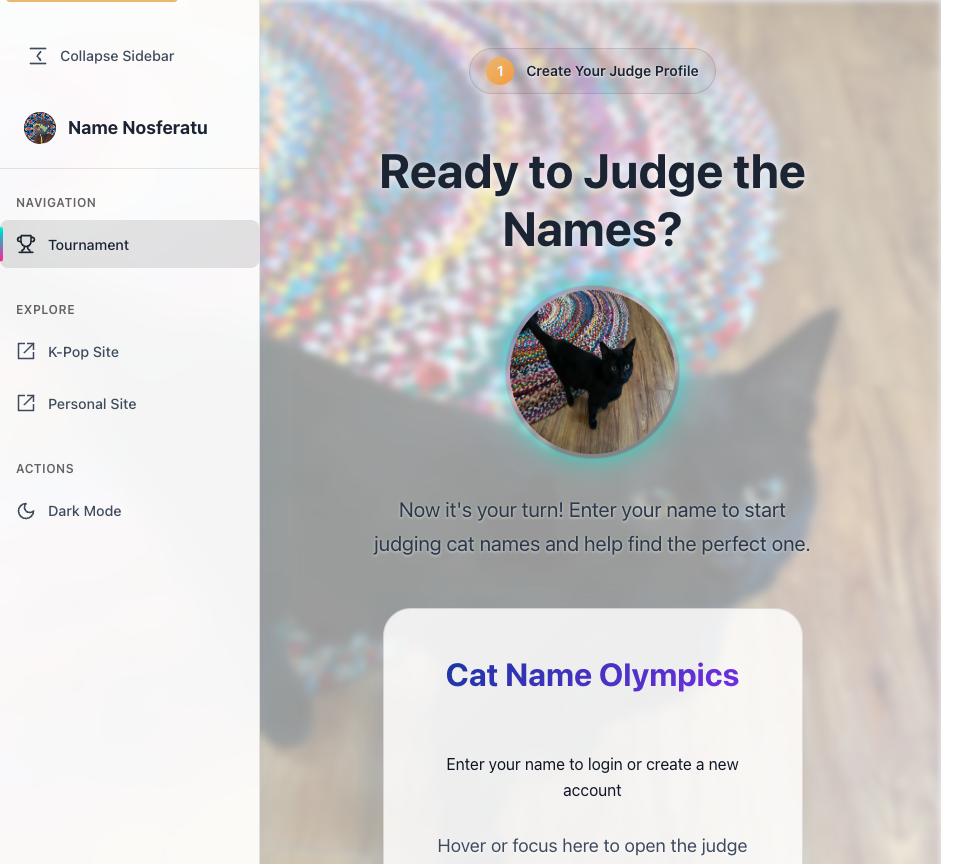 Collapse Sidebar
Name Nosferatu
NAVIGATION
Tournament
EXPLORE
K-Pop Site
Personal Site
ACTIONS
Dark Mode
1 Create Your Judge Profile
Ready to Judge the
Names?
Now it's your turn! Enter your name to start
judging cat names and help find the perfect one.
Cat Name Olympics
Enter your name to login or create a new
account
Hover or focus here to open the judge